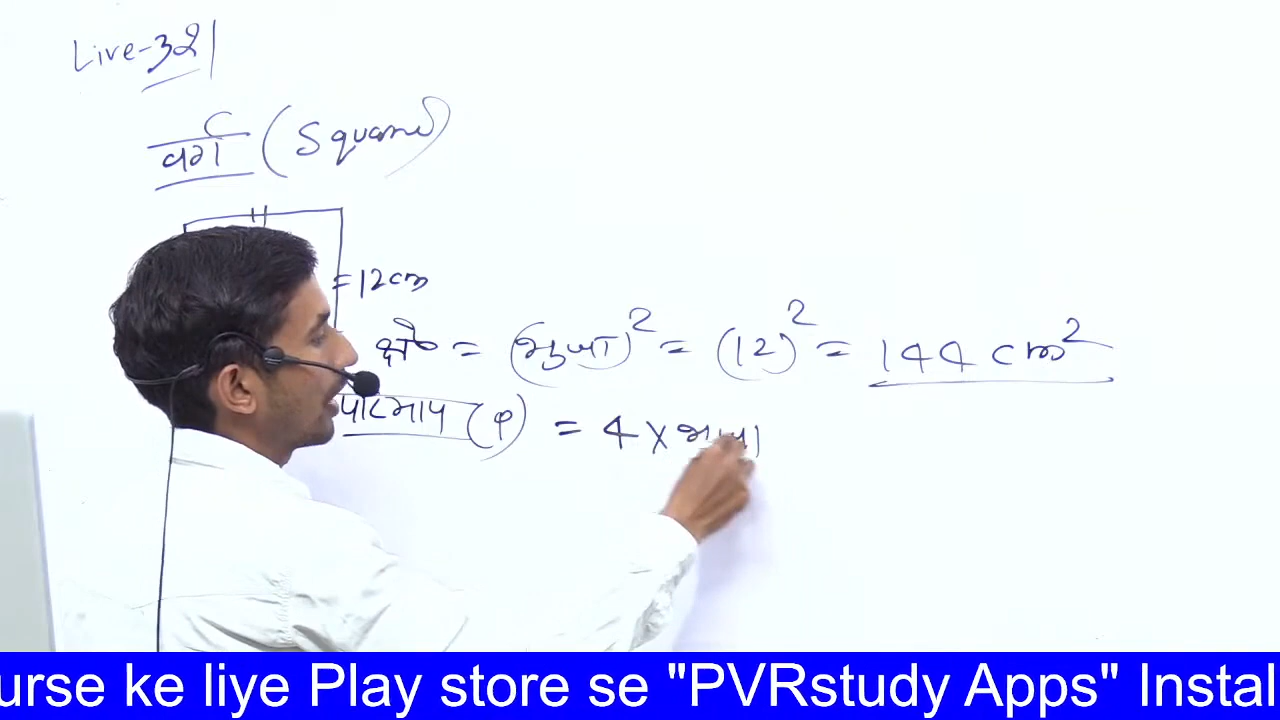 Live-321
वर्ग (Square)
=12cm
क्षे० = (भुजा)² = (12)² = 144 cm²
परिमाप (P) = 4 × भुजा
urse ke liye Play store se "PVRstudy Apps" Instal